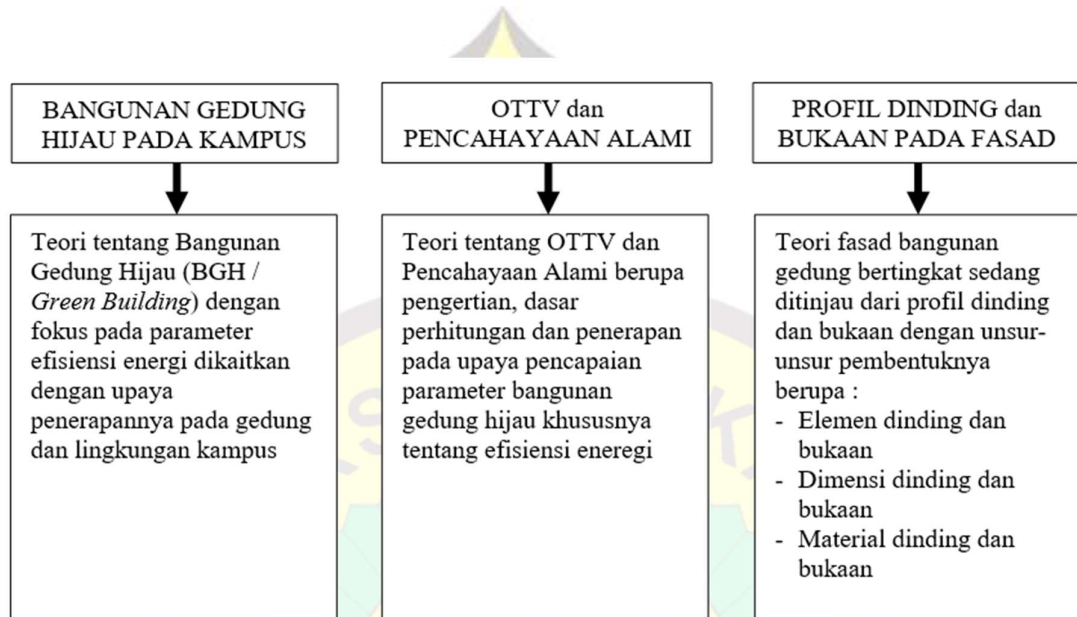 BANGUNAN GEDUNG
HIJAU PADA KAMPUS
Teori tentang Bangunan
Gedung Hijau (BGH /
Green Building) dengan
fokus pada parameter
efisiensi energi dikaitkan
dengan upaya
penerapannya pada gedung
dan lingkungan kampus
OTTV dan
PENCAHAYAAN ALAMI
Teori tentang OTTV dan
Pencahayaan Alami berupa
pengertian, dasar
perhitungan dan penerapan
pada upaya pencapaian
parameter bangunan
gedung hijau khususnya
tentang efisiensi eneregi
PROFIL DINDING dan
BUKAAN PADA FASAD
Teori fasad bangunan
gedung bertingkat sedang
ditinjau dari profil dinding
dan bukaan dengan unsur-
unsur pembentuknya
berupa :
- Elemen dinding dan
bukaan
- Dimensi dinding dan
bukaan
- Material dinding dan
bukaan